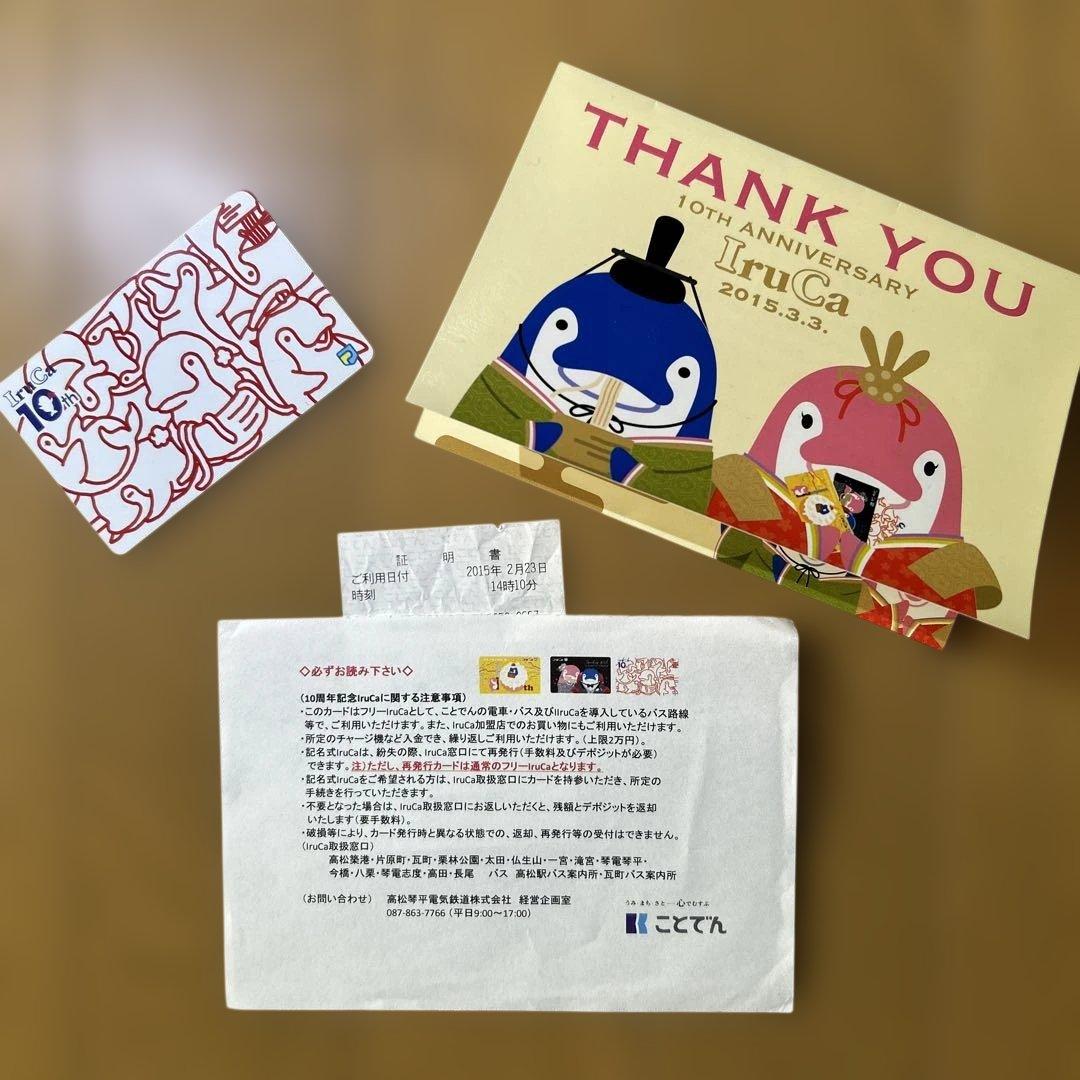 THANK YOU
10TH ANNIVERSARY
IruCa
2015.3.3.
IruCa
10th
証明書
ご利用日付 2015年 2月23日
時刻 14時10分
◇必ずお読み下さい◇
(10周年記念IruCaに関する注意事項)
・このカードはフリーIruCaとして、ことでんの電車・バス及びIIruCaを導入しているバス路線
等で、ご利用いただけます。また、IruCa加盟店でのお買い物にもご利用いただけます。
・所定のチャージ機など入金でき、繰り返しご利用いただけます。(上限2万円)。
・記名式IruCaは、紛失の際、IruCa窓口にて再発行(手数料及びデポジットが必要)
できます。注)ただし、再発行カードは通常のフリーIruCaとなります。
・記名式IruCaをご希望される方は、IruCa取扱窓口にカードを持参いただき、所定の
手続きを行っていただきます。
・不要となった場合は、IruCa取扱窓口にお返しいただくと、残額とデポジットを返却
いたします(要手数料)。
・破損等により、カード発行時と異なる状態での、返却、再発行等の受付はできません。
(IruCa取扱窓口)
高松築港・片原町・瓦町・栗林公園・太田・仏生山・一宮・滝宮・琴電琴平・
今橋・八栗・琴電志度・高田・長尾 バス 高松駅バス案内所・瓦町バス案内所
(お問い合わせ) 高松琴平電気鉄道株式会社 経営企画室
087-863-7766 (平日9:00～17:00)
うみ・まち・さと―心でむすぶ
ことでん